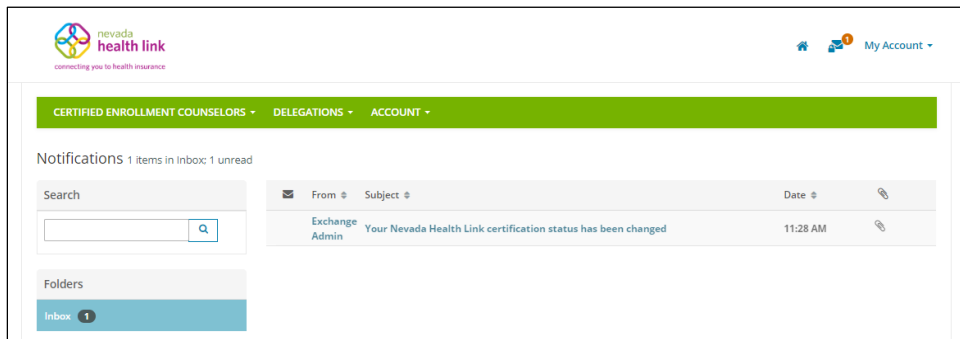 nevada
health link
connecting you to health insurance
1
My Account
CERTIFIED ENROLLMENT COUNSELORS DELEGATIONS ACCOUNT
Notifications 1 items in Inbox: 1 unread
Search
From Subject Date
Exchange Admin Your Nevada Health Link certification status has been changed 11:28 AM
Folders
Inbox 1